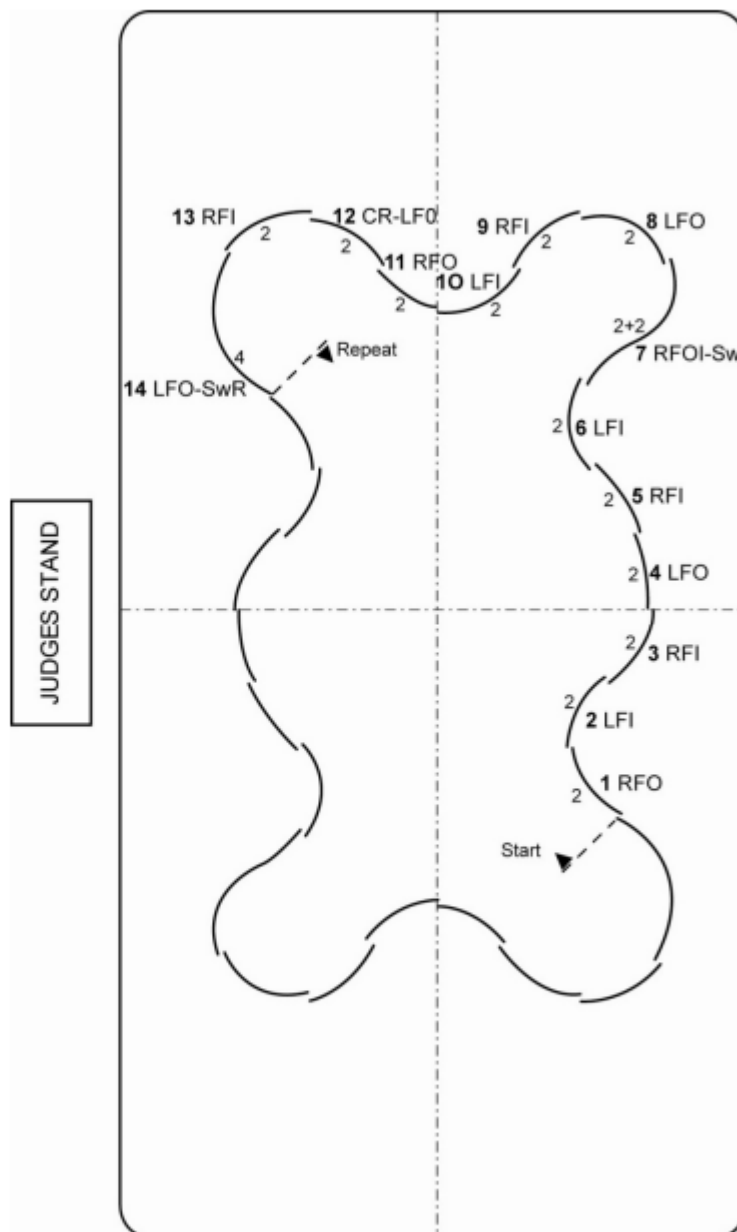 13 RFI
12 CR-LF0
9 RFI
8 LFO
2
2
2
2
11 RFO
1O LFI
2
2
2+2
Repeat
7 RFOI-Sw
4
14 LFO-SwR
2
6 LFI
5 RFI
2
2
4 LFO
JUDGES STAND
2
3 RFI
2
2 LFI
1 RFO
2
Start